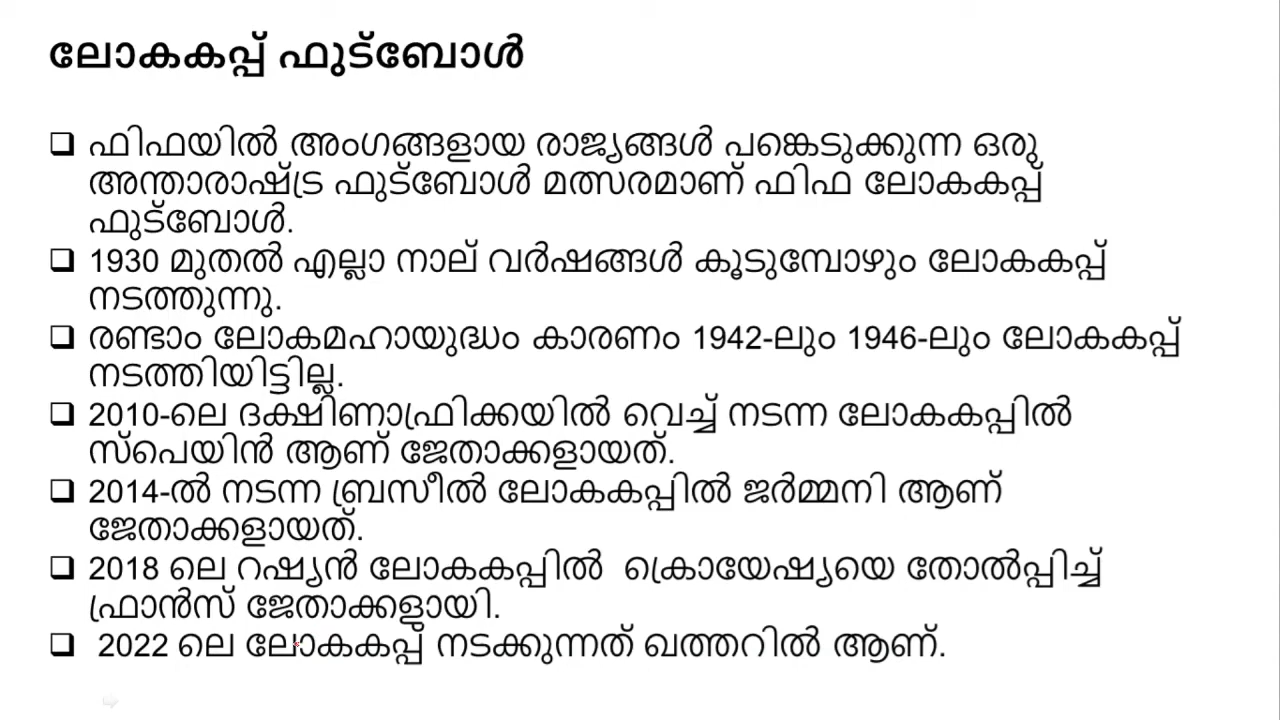 ലോകകപ്പ് ഫുട്ബോൾ
❑ ഫിഫയിൽ അംഗങ്ങളായ രാജ്യങ്ങൾ പങ്കെടുക്കുന്ന ഒരു
അന്താരാഷ്ട്ര ഫുട്ബോൾ മത്സരമാണ് ഫിഫ ലോകകപ്പ്
ഫുട്ബോൾ.
❑ 1930 മുതൽ എല്ലാ നാല് വർഷങ്ങൾ കൂടുമ്പോഴും ലോകകപ്പ്
നടത്തുന്നു.
❑ രണ്ടാം ലോകമഹായുദ്ധം കാരണം 1942-ലും 1946-ലും ലോകകപ്പ്
നടത്തിയിട്ടില്ല.
❑ 2010-ലെ ദക്ഷിണാഫ്രിക്കയിൽ വെച്ച് നടന്ന ലോകകപ്പിൽ
സ്പെയിൻ ആണ് ജേതാക്കളായത്.
❑ 2014-ൽ നടന്ന ബ്രസീൽ ലോകകപ്പിൽ ജർമ്മനി ആണ്
ജേതാക്കളായത്.
❑ 2018 ലെ റഷ്യൻ ലോകകപ്പിൽ ക്രൊയേഷ്യയെ തോൽപ്പിച്ച്
ഫ്രാൻസ് ജേതാക്കളായി.
❑ 2022 ലെ ലോകകപ്പ് നടക്കുന്നത് ഖത്തറിൽ ആണ്.